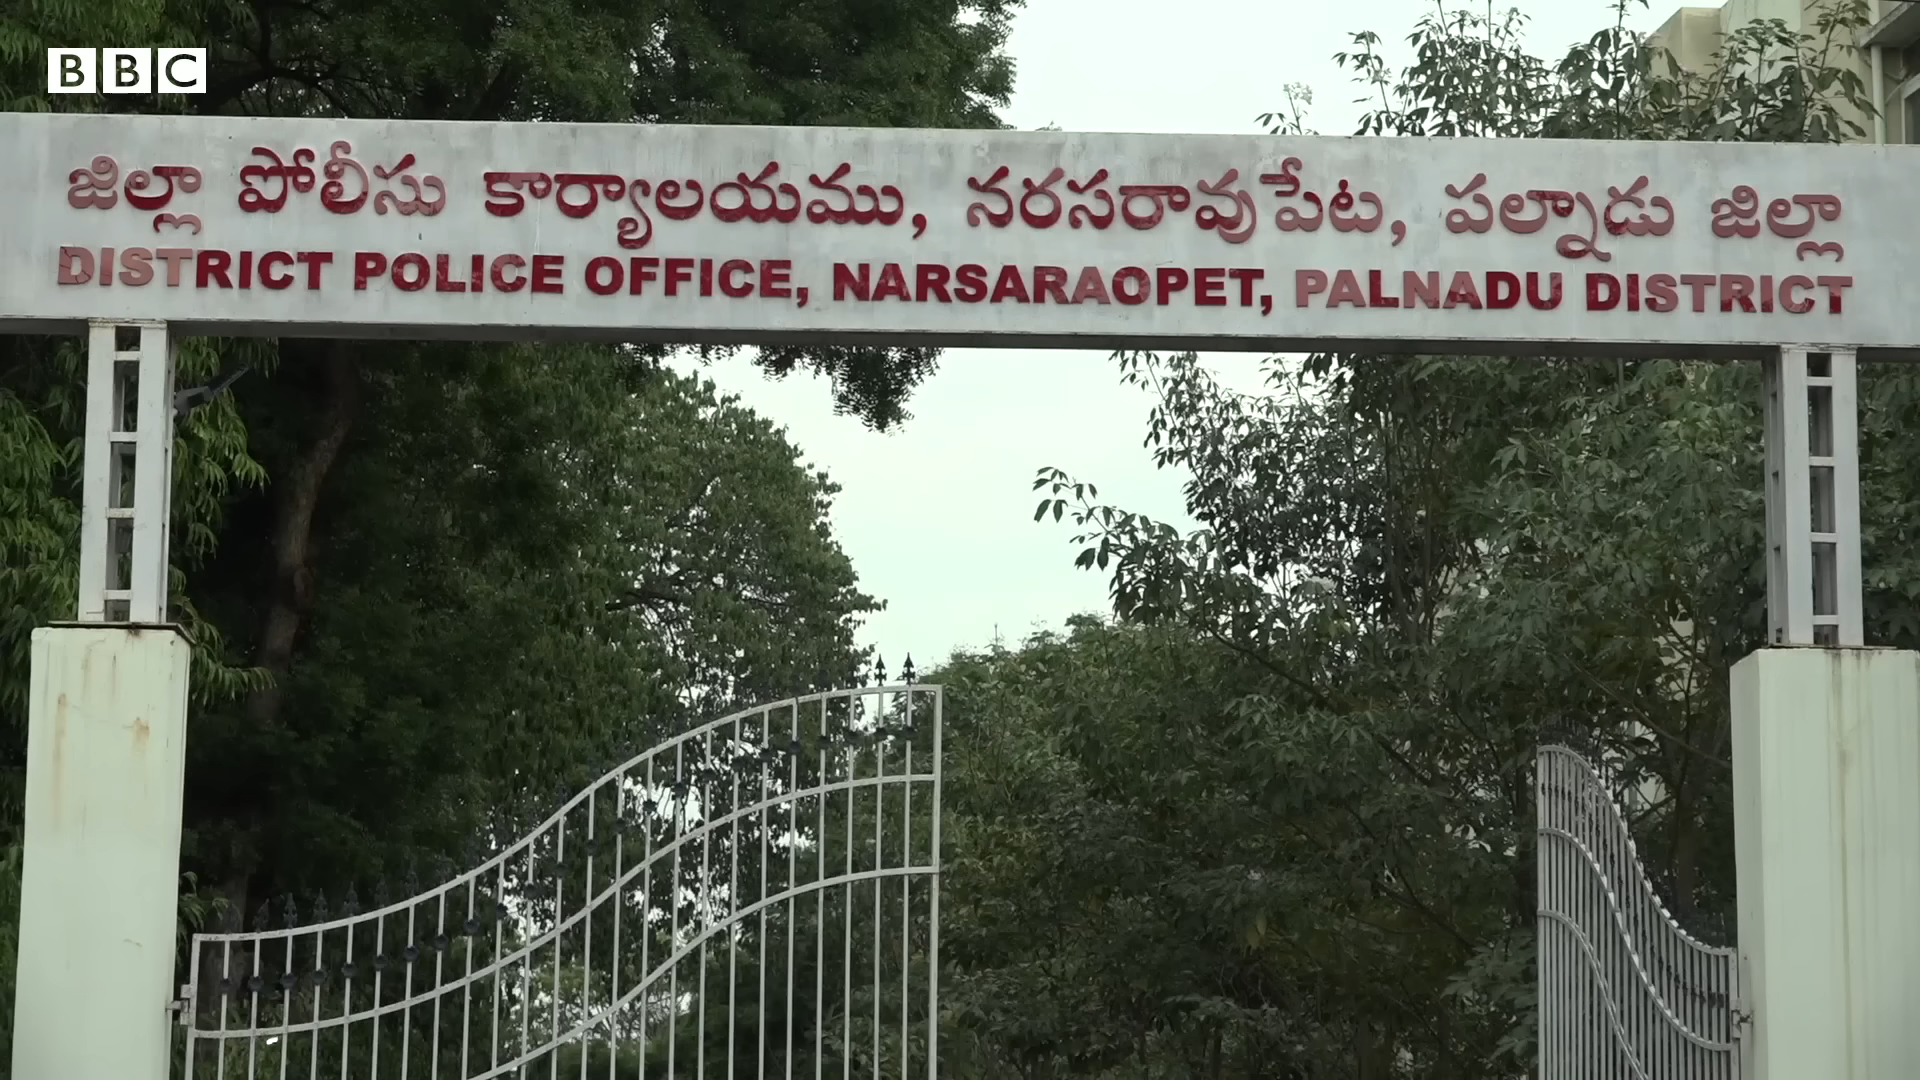 BBC
జిల్లా పోలీసు కార్యాలయము, నరసరావుపేట, పల్నాడు జిల్లా
DISTRICT POLICE OFFICE, NARSARAOPET, PALNADU DISTRICT